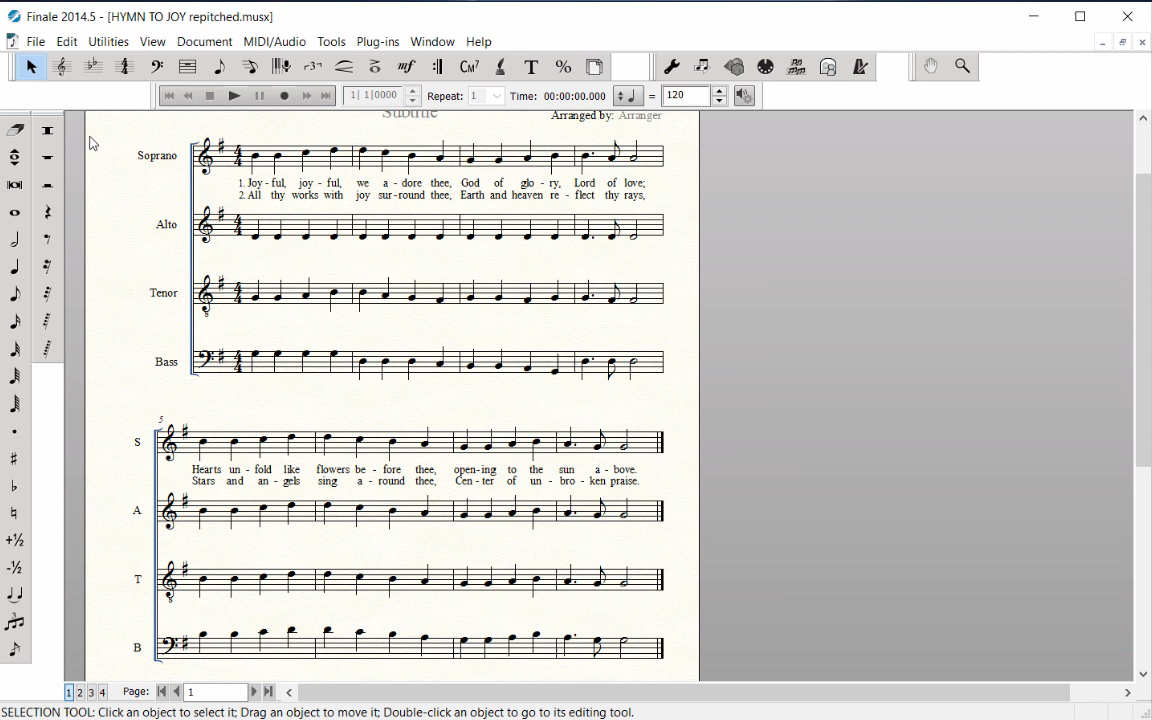 Finale 2014.5 - [HYMN TO JOY repitched.musx]
File Edit Utilities View Document MIDI/Audio Tools Plug-ins Window Help
CM7 T %
1| 1|0000 Repeat: 1 Time: 00:00:00.000 = 120
Subtitle
Arranged by: Arranger
Soprano
1. Joy - ful, joy - ful, we a - dore thee, God of glo - ry, Lord of love;
2. All thy works with joy sur - round thee, Earth and heaven re - flect thy rays,
Alto
Tenor
Bass
5
S
Hearts un - fold like flowers be - fore thee, open - ing to the sun a - bove.
Stars and an - gels sing a - round thee, Cen - ter of un - bro - ken praise.
A
T
B
+½
-½
1 2 3 4 Page: 1
SELECTION TOOL: Click an object to select it; Drag an object to move it; Double-click an object to go to its editing tool.